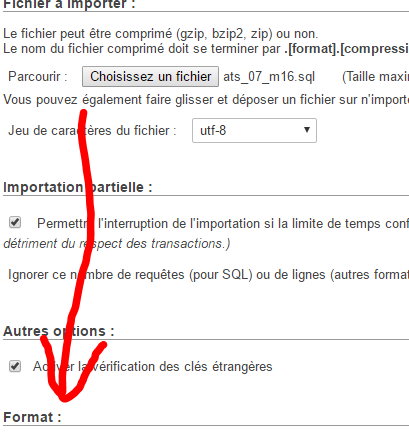 Fichier à importer :
Le fichier peut être comprimé (gzip, bzip2, zip) ou non.
Le nom du fichier comprimé doit se terminer par .[format].[compressi
Parcourir : Choisissez un fichier ats_07_m16.sql (Taille maxir
Vous pouvez également faire glisser et déposer un fichier sur n'importe
Jeu de caractères du fichier : utf-8
Importation partielle :
Permettre l'interruption de l'importation si la limite de temps conf
détriment du respect des transactions.)
Ignorer ce nombre de requêtes (pour SQL) ou de lignes (autres format
Autres options :
Activer la vérification des clés étrangères
Format :